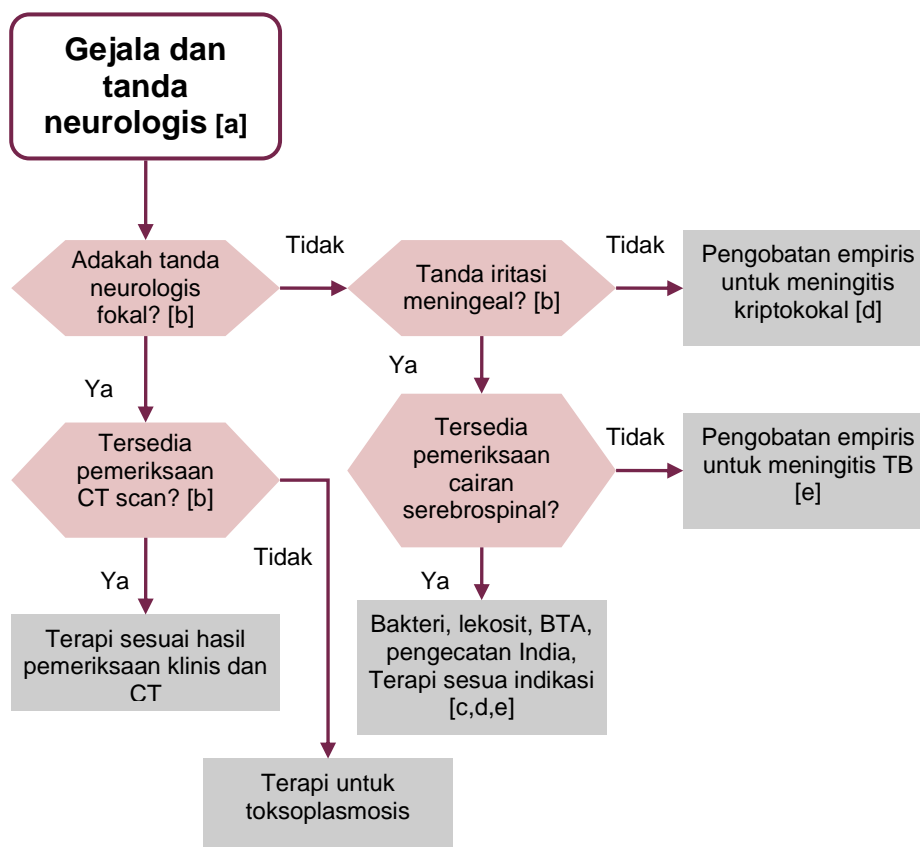 Gejala dan
tanda
neurologis [a]
Adakah tanda
neurologis
fokal? [b]
Tidak
Tanda iritasi
meningeal? [b]
Tidak
Pengobatan empiris
untuk meningitis
kriptokokal [d]
Ya
Ya
Tersedia
pemeriksaan
CT scan? [b]
Tersedia
pemeriksaan
cairan
serebrospinal?
Tidak
Pengobatan empiris
untuk meningitis TB
[e]
Tidak
Ya
Ya
Terapi sesuai hasil
pemeriksaan klinis dan
CT
Bakteri, lekosit, BTA,
pengecatan India,
Terapi sesua indikasi
[c,d,e]
Terapi untuk
toksoplasmosis